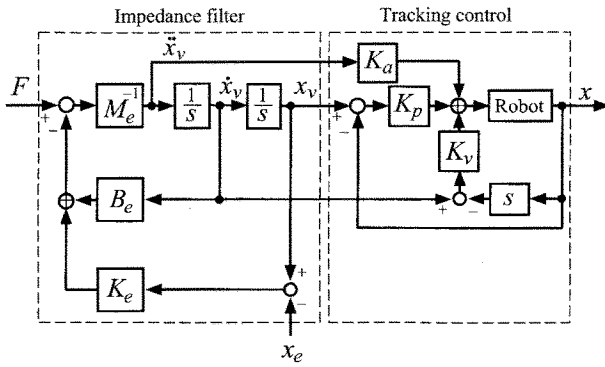 Impedance filter
Tracking control
ẍ_v
K_a
F
+
−
M_e^{-1}
1/s
ẋ_v
1/s
x_v
+
−
K_p
Robot
x
K_v
B_e
+
−
s
K_e
+
−
x_e